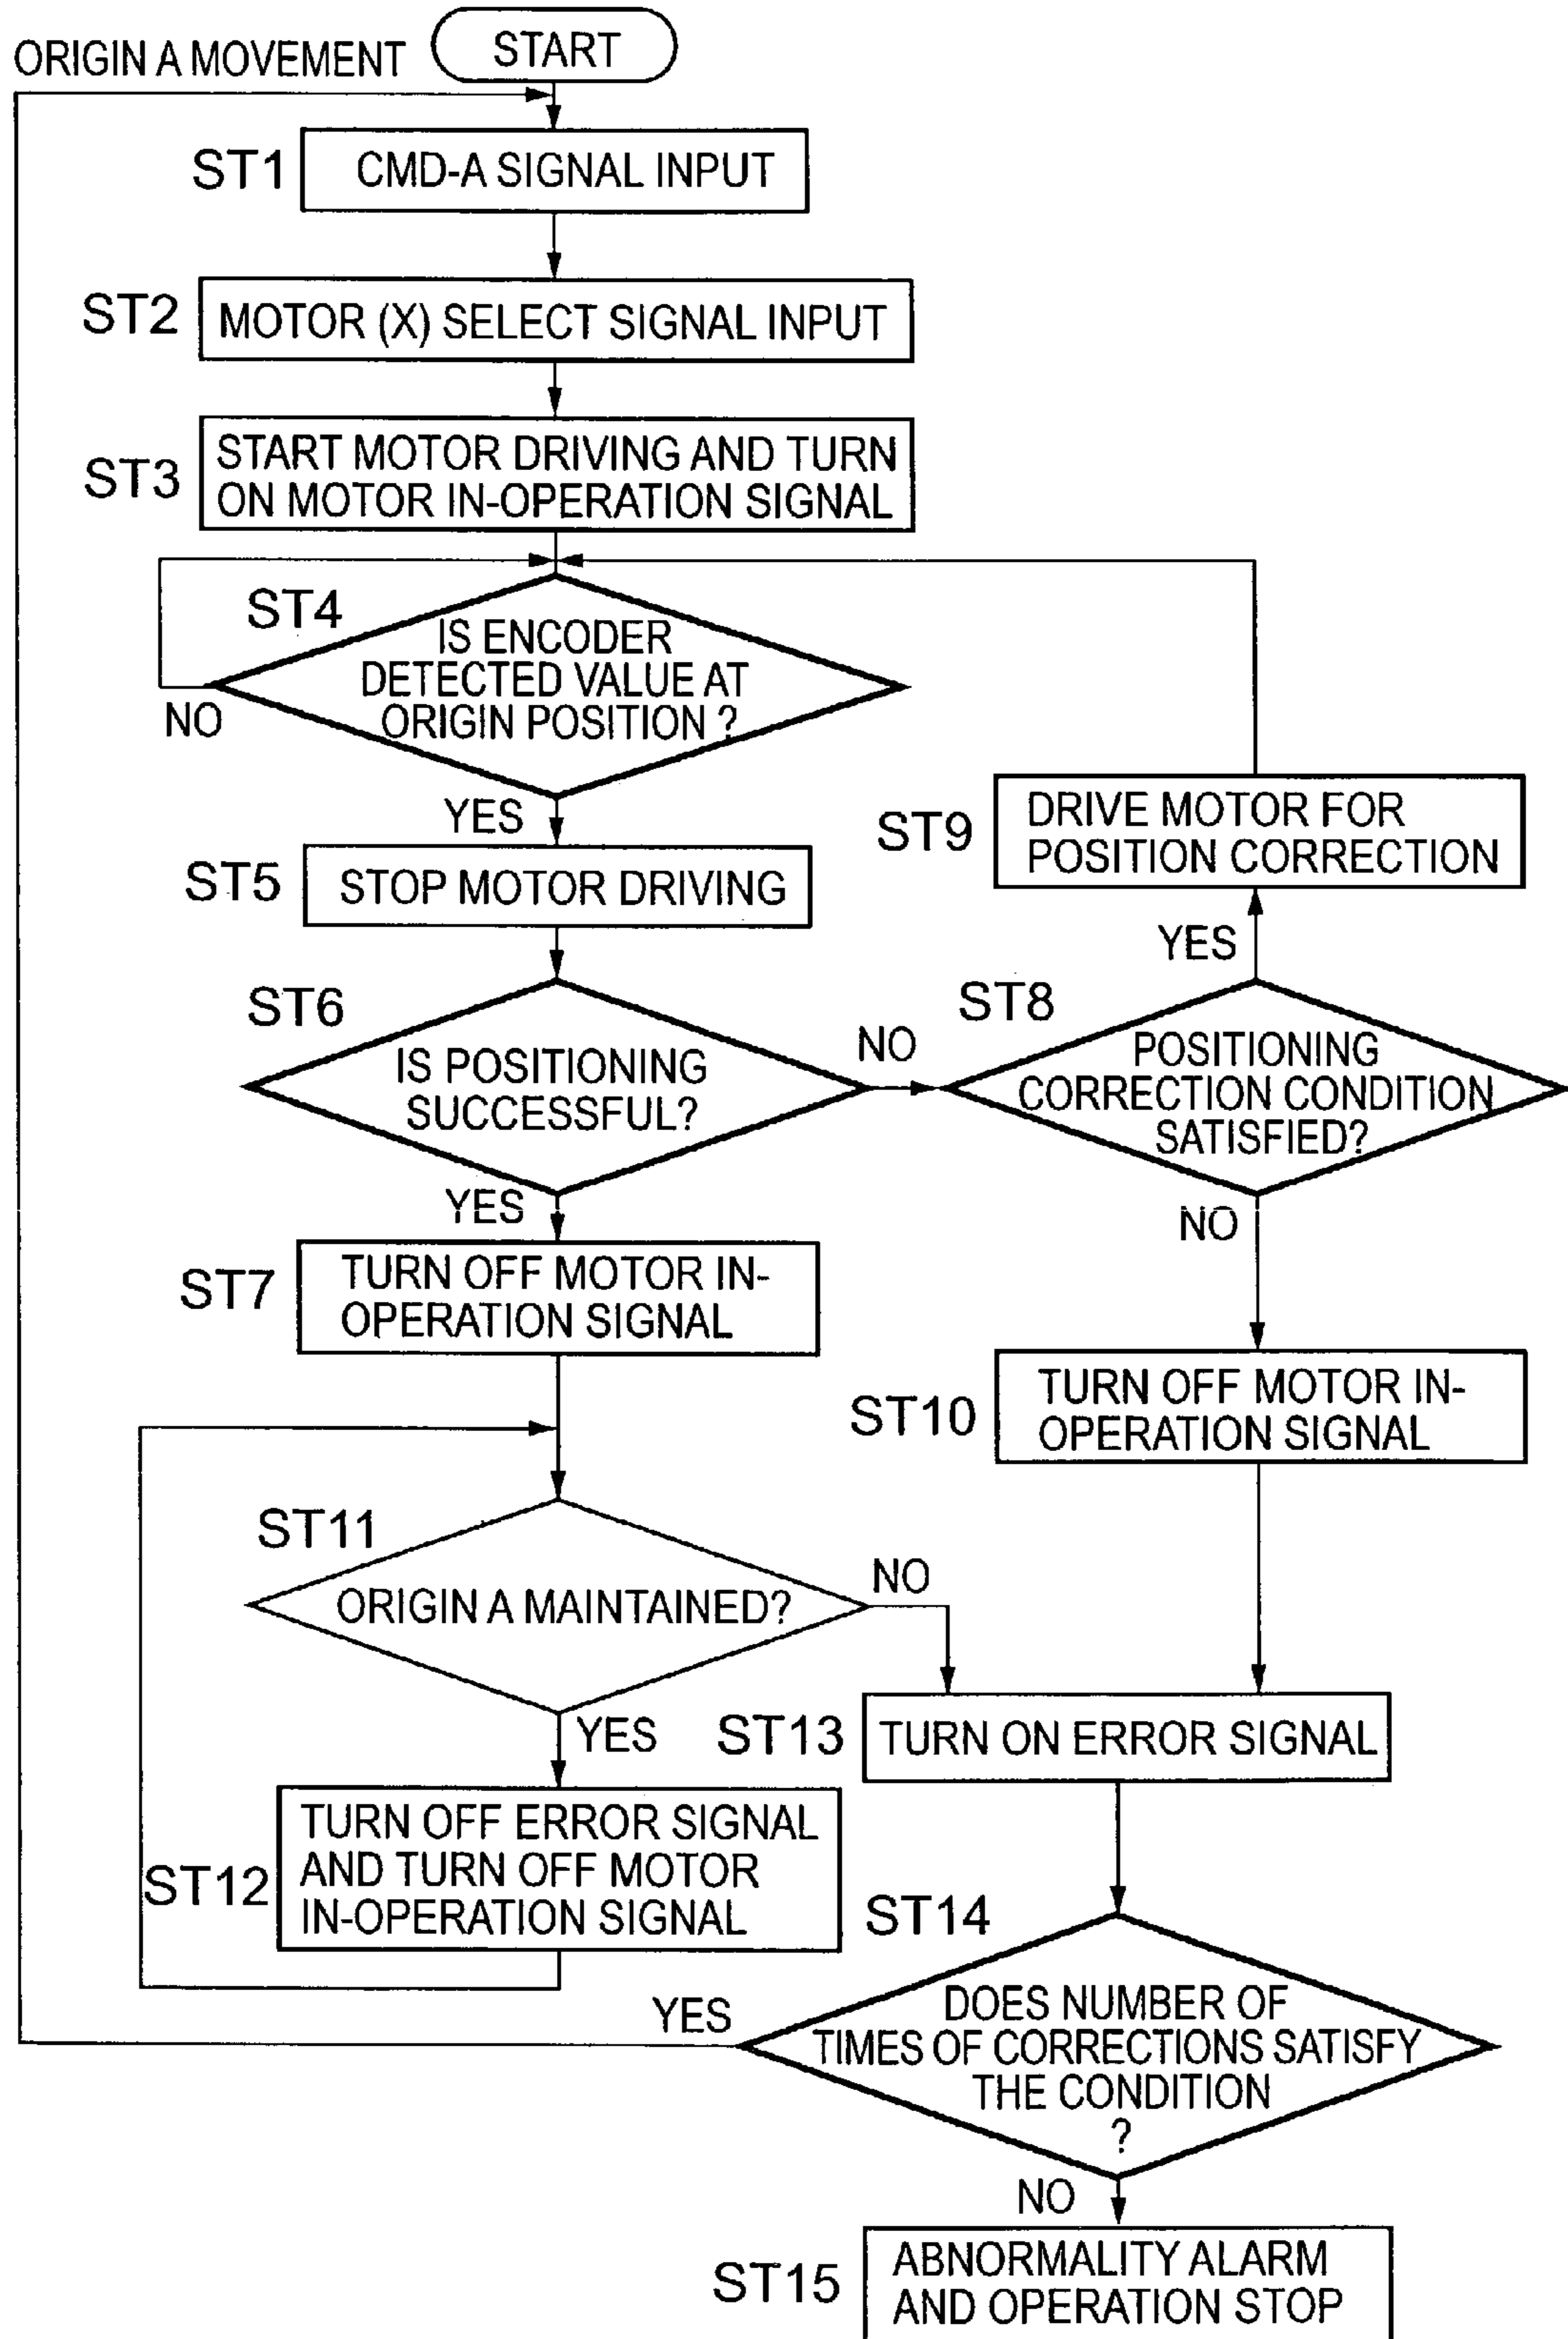 ORIGIN A MOVEMENT
START
ST1
CMD-A SIGNAL INPUT
ST2
MOTOR (X) SELECT SIGNAL INPUT
ST3
START MOTOR DRIVING AND TURN
ON MOTOR IN-OPERATION SIGNAL
ST4
IS ENCODER
DETECTED VALUE AT
ORIGIN POSITION ?
NO
YES
ST5
STOP MOTOR DRIVING
ST9
DRIVE MOTOR FOR
POSITION CORRECTION
YES
ST6
IS POSITIONING
SUCCESSFUL?
NO
ST8
POSITIONING
CORRECTION CONDITION
SATISFIED?
YES
NO
ST7
TURN OFF MOTOR IN-
OPERATION SIGNAL
ST10
TURN OFF MOTOR IN-
OPERATION SIGNAL
ST11
ORIGIN A MAINTAINED?
NO
YES
ST13
TURN ON ERROR SIGNAL
ST12
TURN OFF ERROR SIGNAL
AND TURN OFF MOTOR
IN-OPERATION SIGNAL
ST14
DOES NUMBER OF
TIMES OF CORRECTIONS SATISFY
THE CONDITION
?
YES
NO
ST15
ABNORMALITY ALARM
AND OPERATION STOP